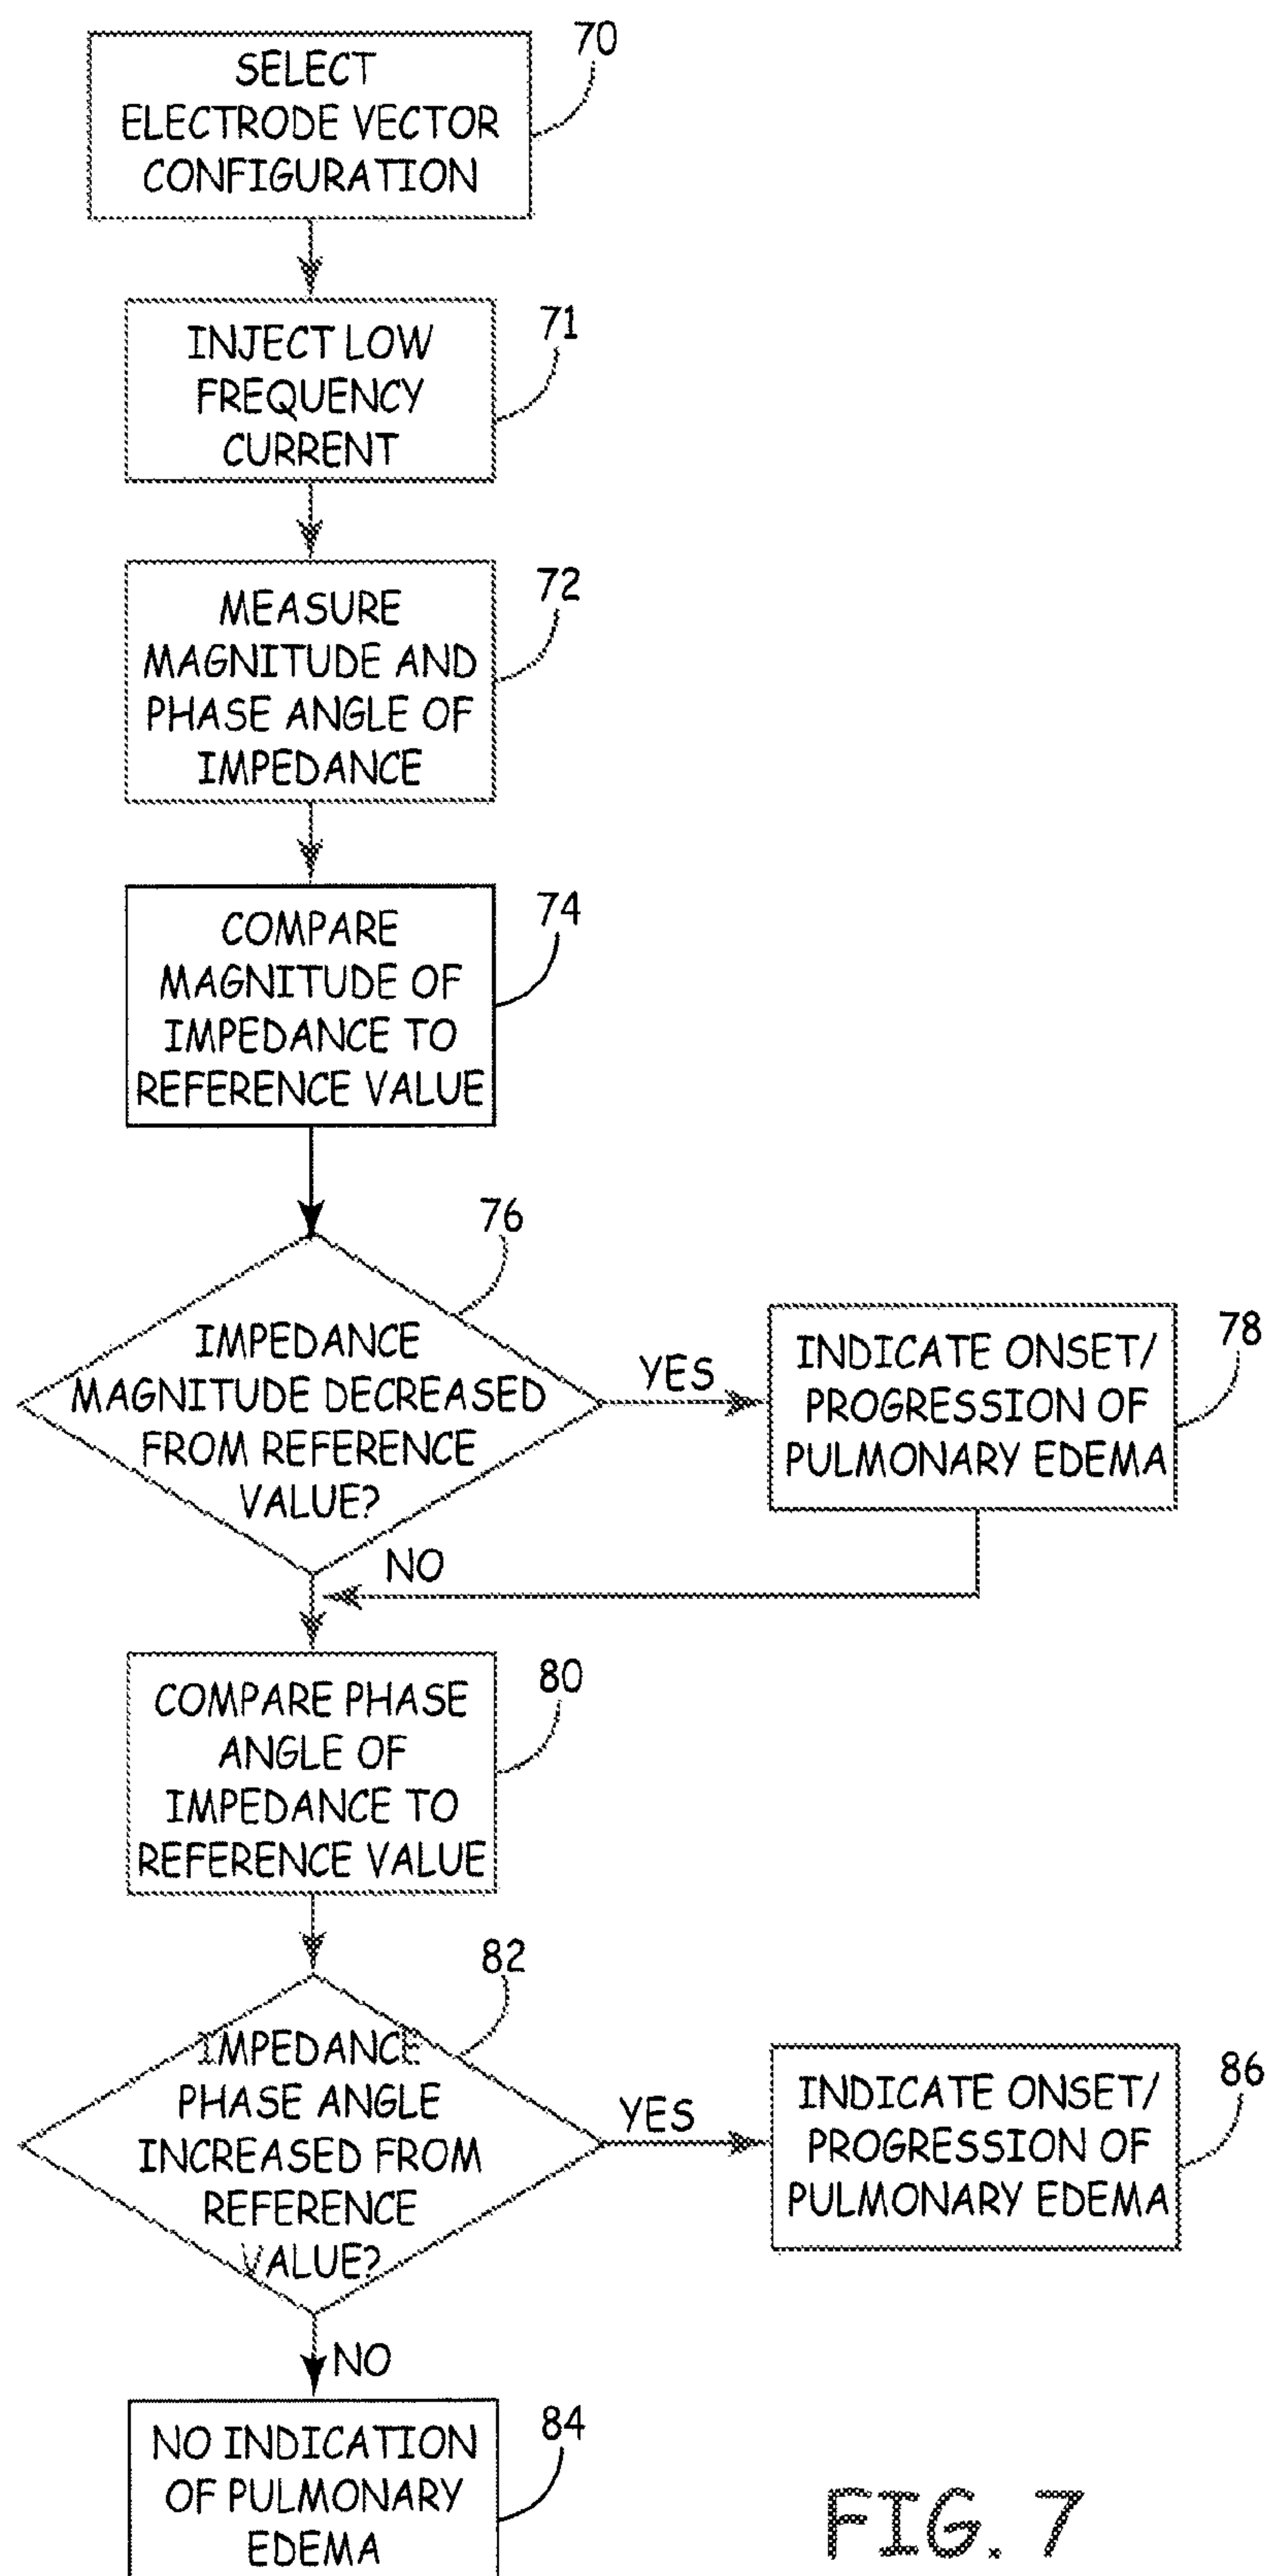 SELECT
ELECTRODE VECTOR
CONFIGURATION
70
INJECT LOW
FREQUENCY
CURRENT
71
MEASURE
MAGNITUDE AND
PHASE ANGLE OF
IMPEDANCE
72
COMPARE
MAGNITUDE OF
IMPEDANCE TO
REFERENCE VALUE
74
IMPEDANCE
MAGNITUDE DECREASED
FROM REFERENCE
VALUE?
76
YES
INDICATE ONSET/
PROGRESSION OF
PULMONARY EDEMA
78
NO
COMPARE PHASE
ANGLE OF
IMPEDANCE TO
REFERENCE VALUE
80
IMPEDANCE
PHASE ANGLE
INCREASED FROM
REFERENCE
VALUE?
82
YES
INDICATE ONSET/
PROGRESSION OF
PULMONARY EDEMA
86
NO
NO INDICATION
OF PULMONARY
EDEMA
84
FIG. 7